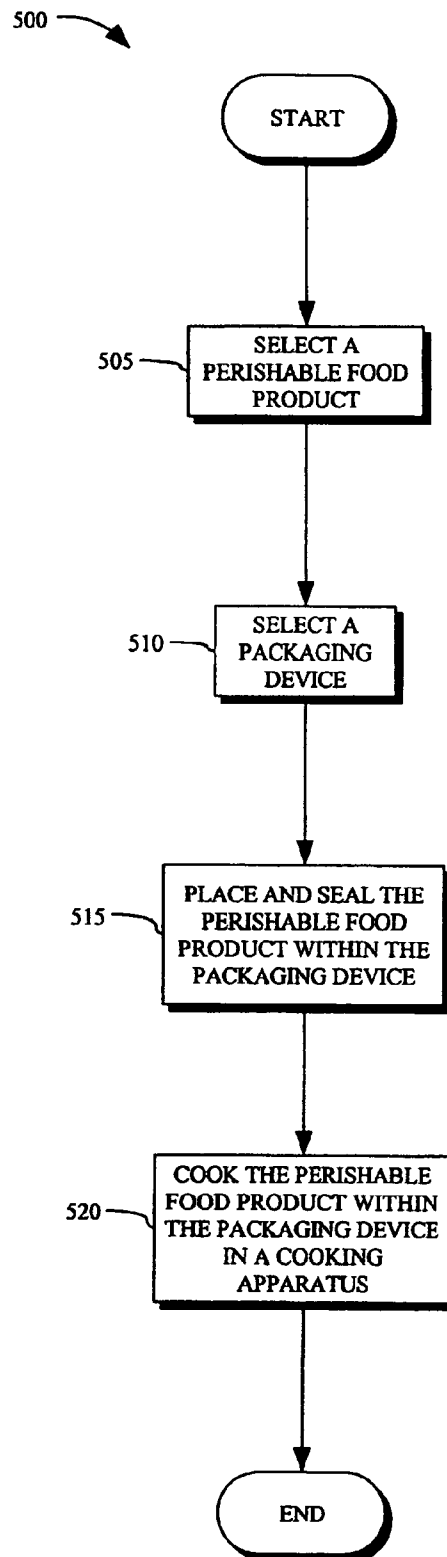 500
START
505
SELECT A
PERISHABLE FOOD
PRODUCT
510
SELECT A
PACKAGING
DEVICE
515
PLACE AND SEAL THE
PERISHABLE FOOD
PRODUCT WITHIN THE
PACKAGING DEVICE
520
COOK THE PERISHABLE
FOOD PRODUCT WITHIN
THE PACKAGING DEVICE
IN A COOKING
APPARATUS
END